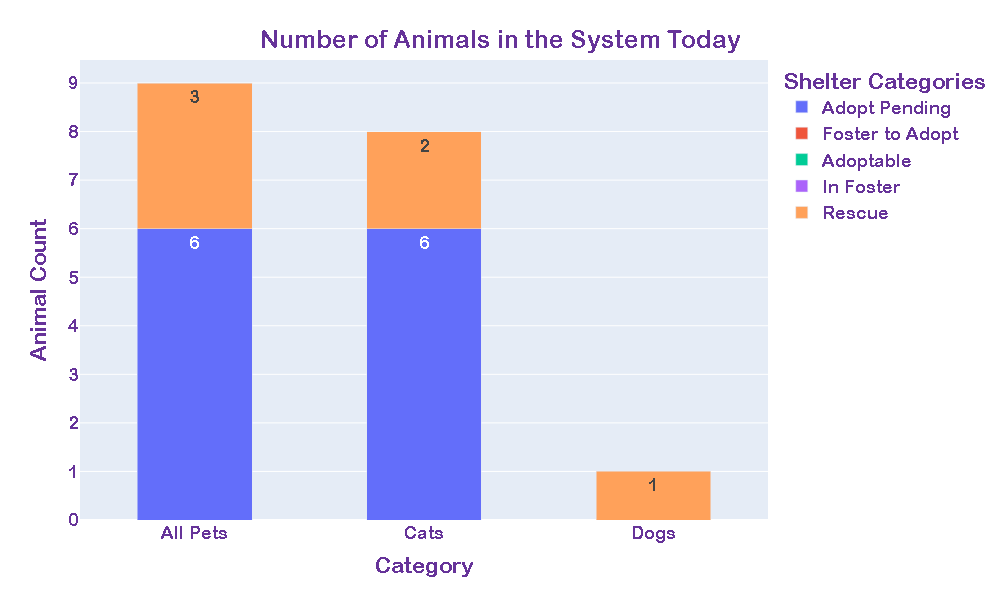 Number of Animals in the System Today
Shelter Categories
Adopt Pending
Foster to Adopt
Adoptable
In Foster
Rescue
Animal Count
9
8
7
6
5
4
3
2
1
0
3
6
2
6
1
All Pets
Cats
Dogs
Category